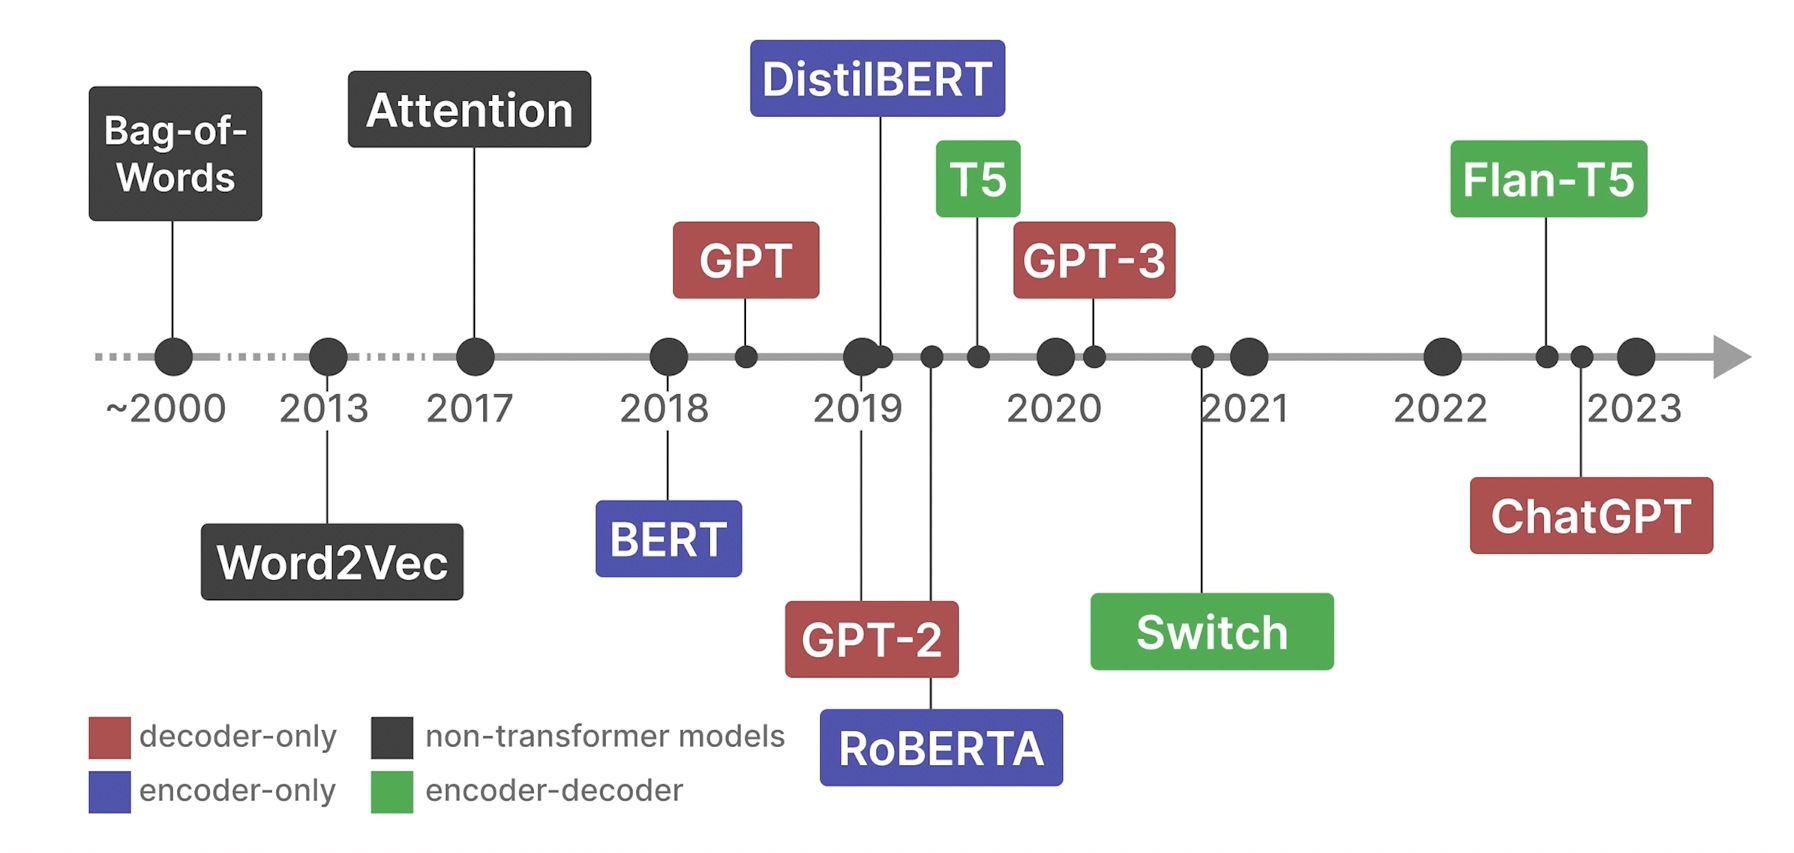 DistilBERT
Bag-of-
Words
Attention
T5
Flan-T5
GPT
GPT-3
~2000
2013
2017
2018
2019
2020
2021
2022
2023
Word2Vec
BERT
ChatGPT
GPT-2
Switch
RoBERTA
decoder-only
non-transformer models
encoder-only
encoder-decoder